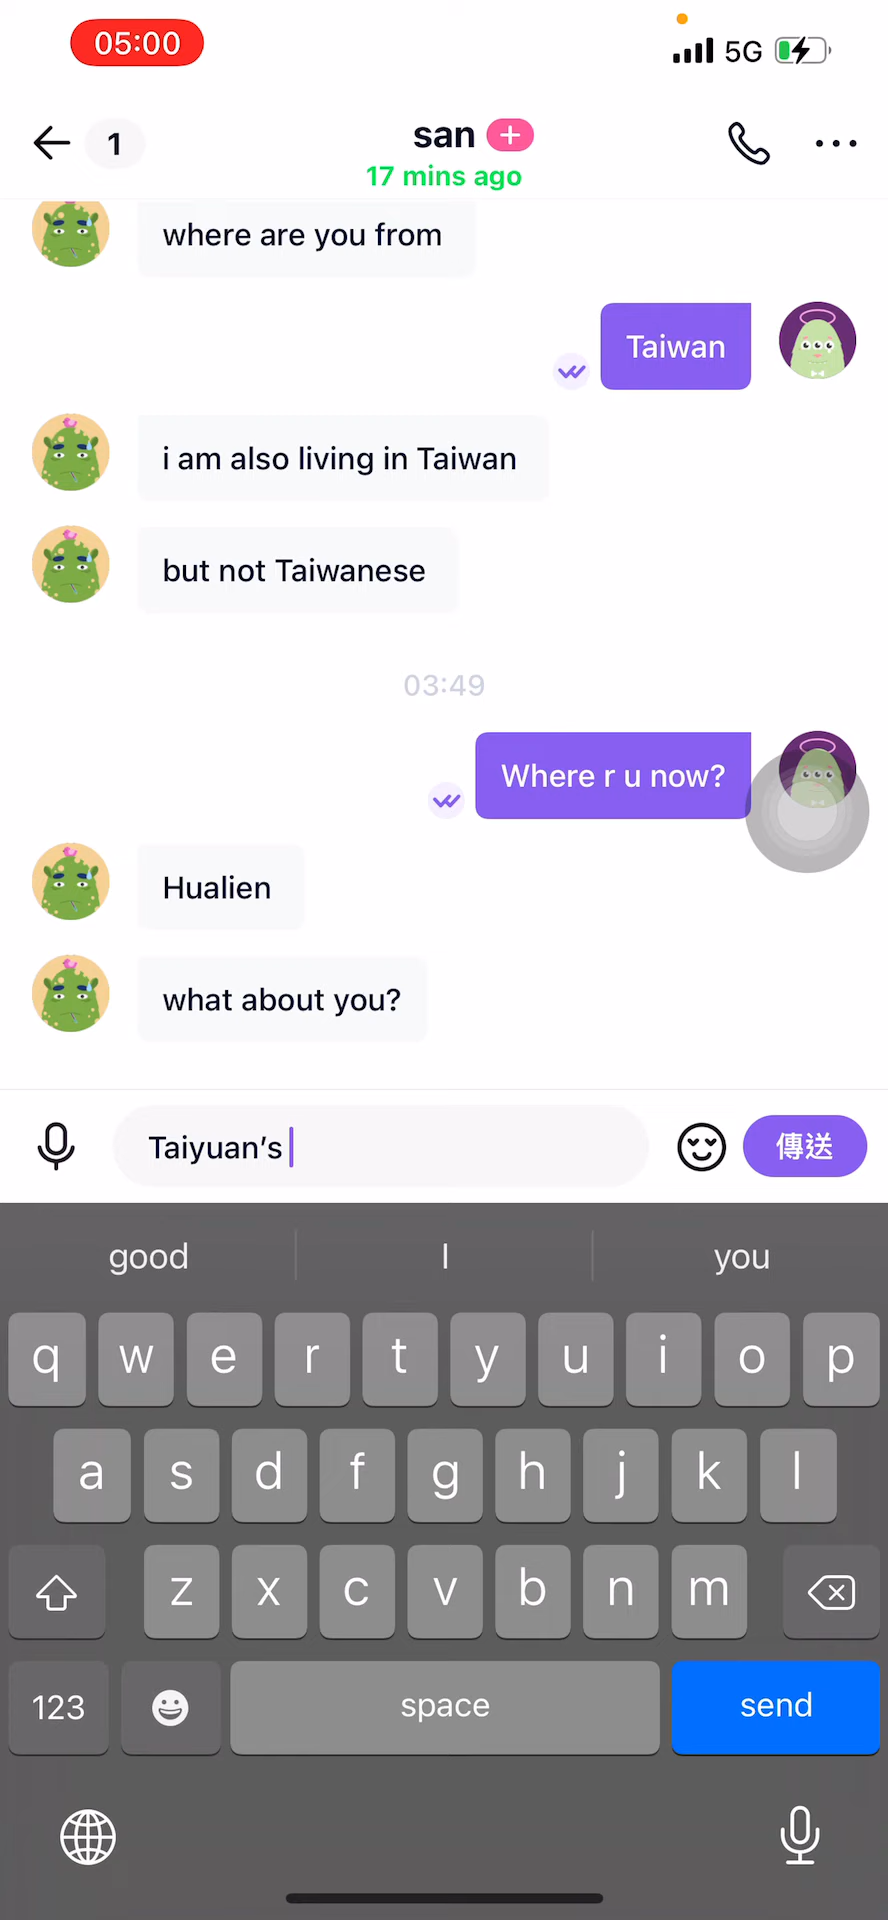 05:00
5G
1
san +
17 mins ago
where are you from
Taiwan
i am also living in Taiwan
but not Taiwanese
03:49
Where r u now?
Hualien
what about you?
Taiyuan’s
傳送
good I you
q w e r t y u i o p
a s d f g h j k l
z x c v b n m
123 space send